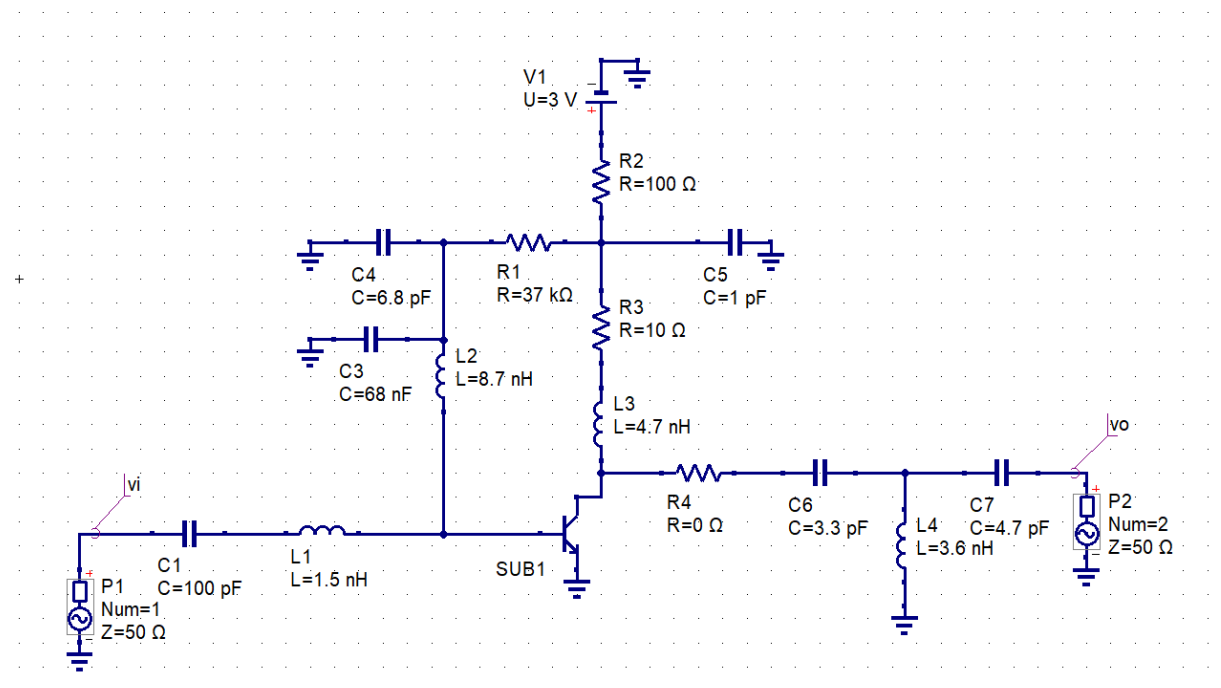 V1
U=3 V
R2
R=100 Ω
C4
C=6.8 pF
R1
R=37 kΩ
C5
C=1 pF
R3
R=10 Ω
C3
C=68 nF
L2
L=8.7 nH
L3
L=4.7 nH
vo
vi
R4
R=0 Ω
C6
C=3.3 pF
L4
L=3.6 nH
C7
C=4.7 pF
P2
Num=2
Z=50 Ω
C1
C=100 pF
L1
L=1.5 nH
SUB1
P1
Num=1
Z=50 Ω